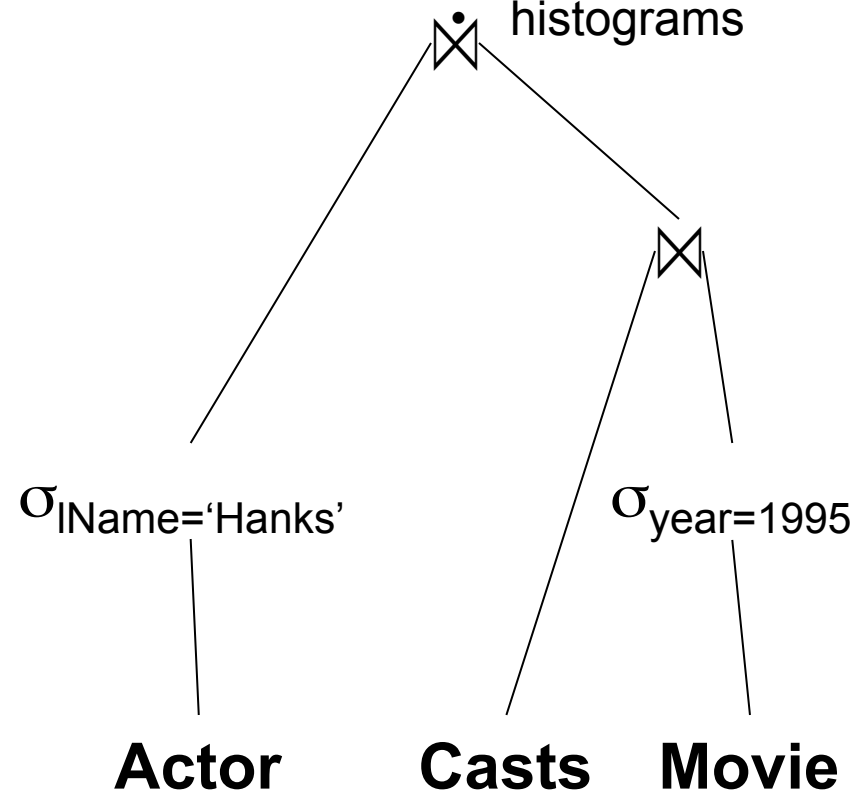 histograms
⋈
⋈
σlName=‘Hanks’ σyear=1995
Actor Casts Movie